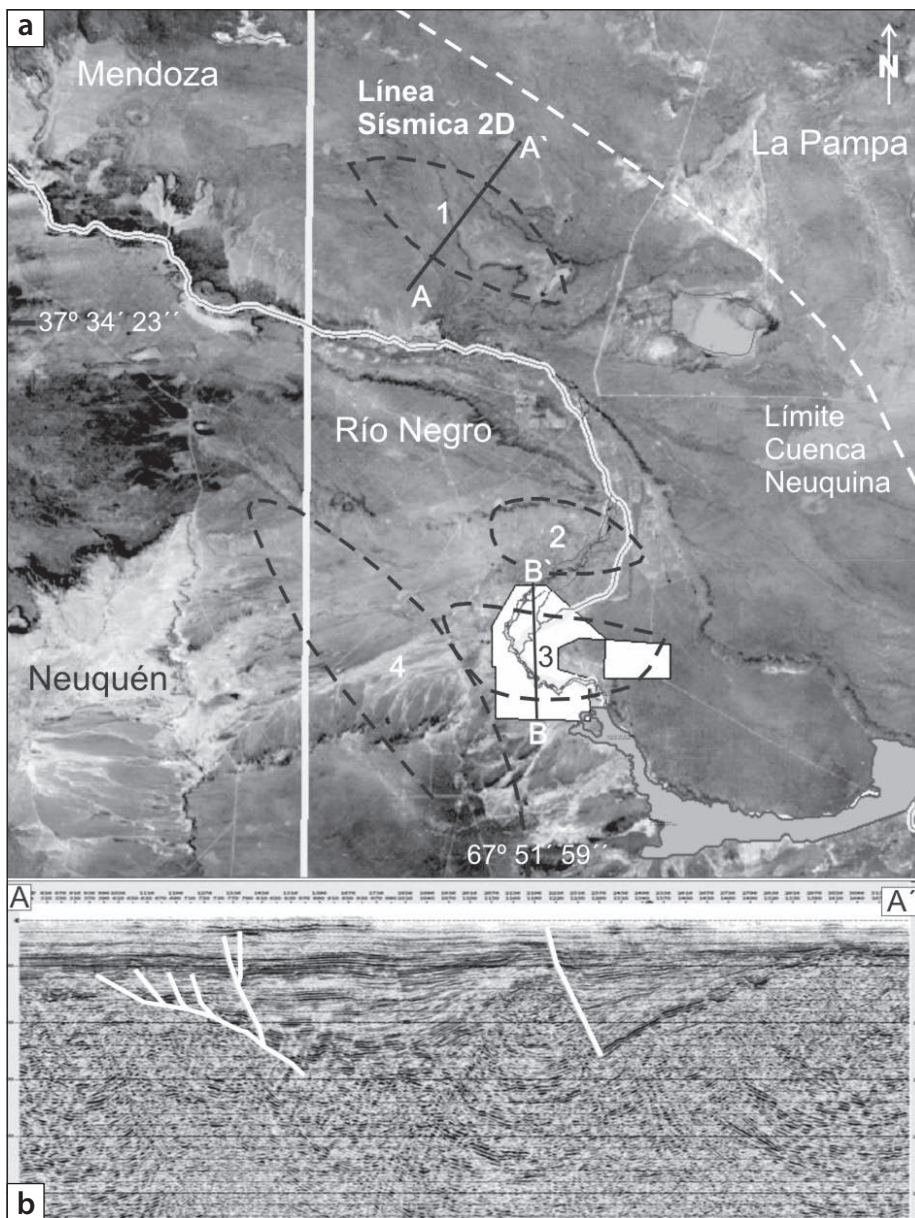 a
Mendoza
N
Línea
Sísmica 2D
A`
La Pampa
1
A
37º 34´ 23´´
Río Negro
Límite
Cuenca
Neuquina
2
B`
4
3
Neuquén
B
67º 51´ 59´´
A
A´
b